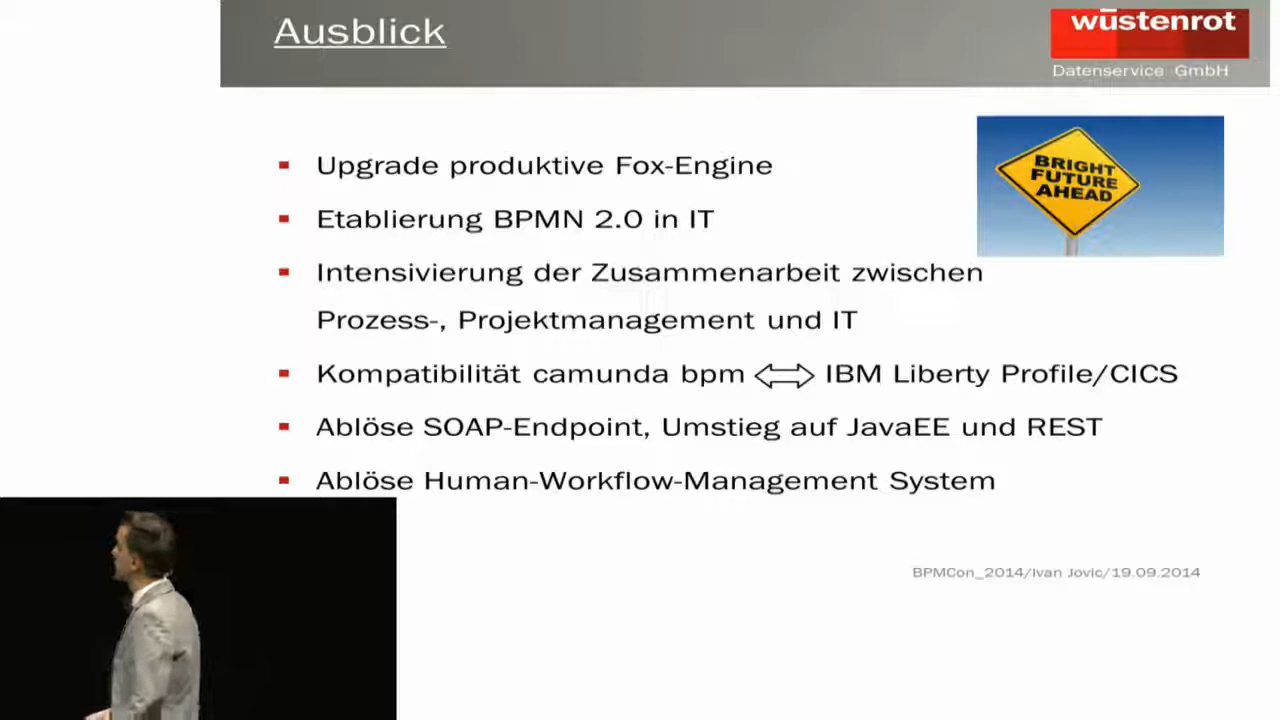 Ausblick
wüstenrot
Datenservice GmbH
BRIGHT
FUTURE
AHEAD
Upgrade produktive Fox-Engine
Etablierung BPMN 2.0 in IT
Intensivierung der Zusammenarbeit zwischen
Prozess-, Projektmanagement und IT
Kompatibilität camunda bpm ⇔ IBM Liberty Profile/CICS
Ablöse SOAP-Endpoint, Umstieg auf JavaEE und REST
Ablöse Human-Workflow-Management System
BPMCon_2014/Ivan Jovic/19.09.2014